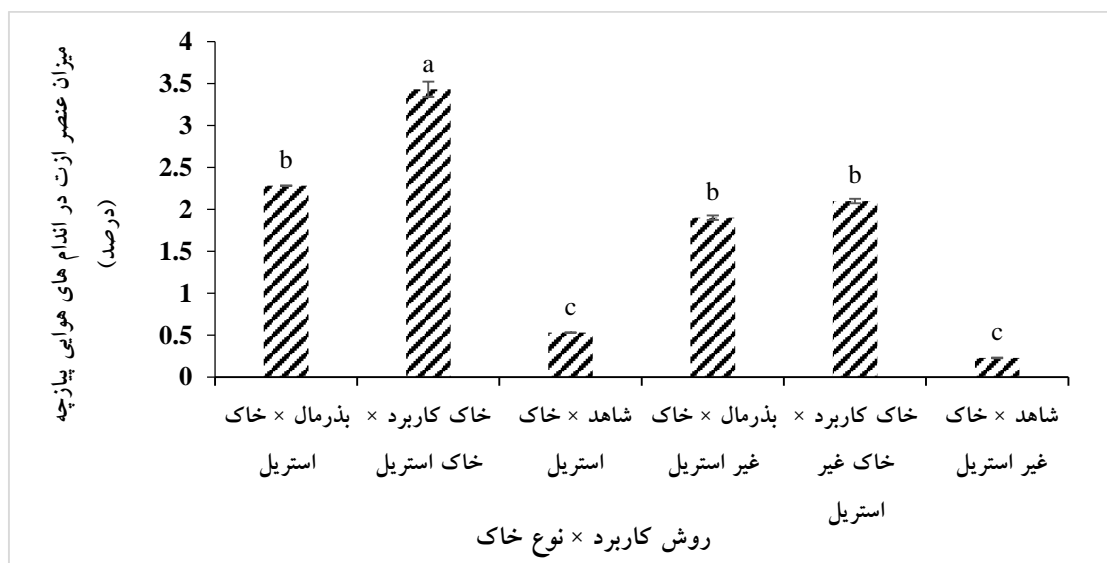 میزان عنصر ازت در اندام های هوایی پیازچه
(درصد)
4
3.5
3
2.5
2
1.5
1
0.5
0
b
a
c
b
b
c
بذرمال × خاک
استریل
خاک کاربرد ×
خاک استریل
شاهد × خاک
استریل
بذرمال × خاک
غیر استریل
خاک کاربرد ×
خاک غیر
استریل
شاهد × خاک
غیر استریل
روش کاربرد × نوع خاک